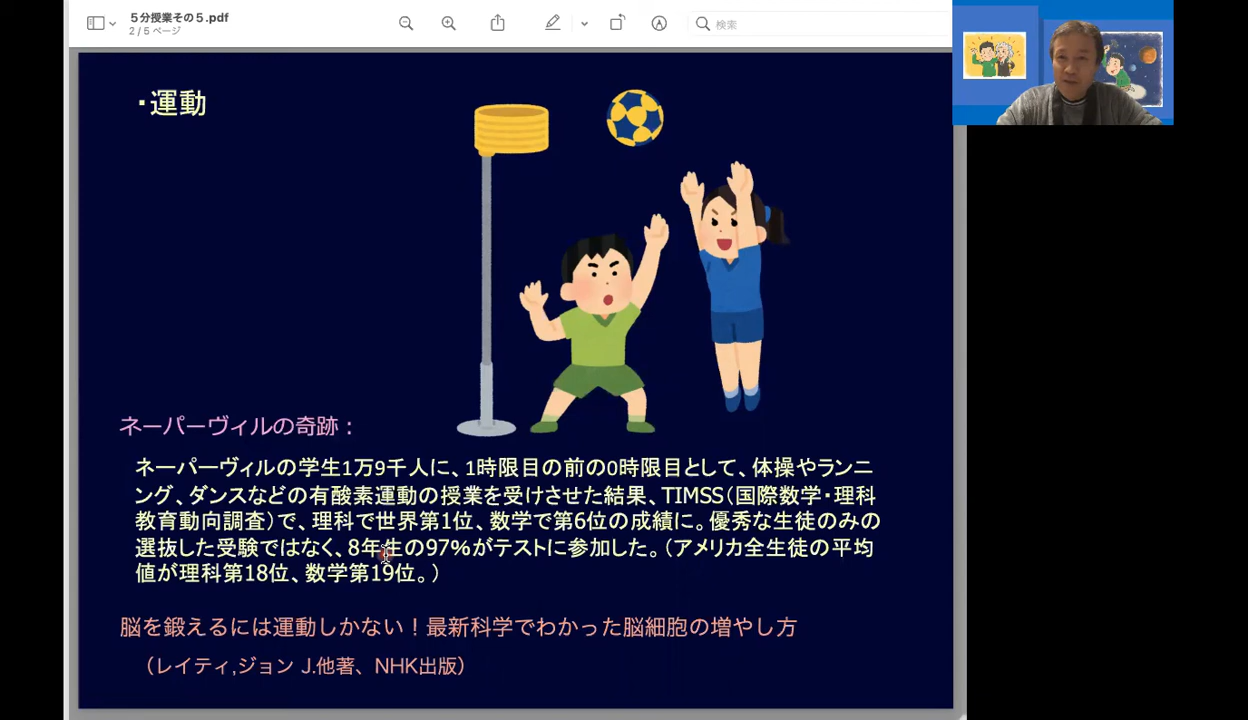 5分授業その5.pdf
2 / 5 ページ
検索
・運動
ネーパーヴィルの奇跡：
ネーパーヴィルの学生1万9千人に、1時限目の前の0時限目として、体操やランニ
ング、ダンスなどの有酸素運動の授業を受けさせた結果、TIMSS（国際数学・理科
教育動向調査）で、理科で世界第1位、数学で第6位の成績に。優秀な生徒のみの
選抜した受験ではなく、8年生の97%がテストに参加した。（アメリカ全生徒の平均
値が理科第18位、数学第19位。）
脳を鍛えるには運動しかない！最新科学でわかった脳細胞の増やし方
（レイティ,ジョン J.他著、NHK出版）